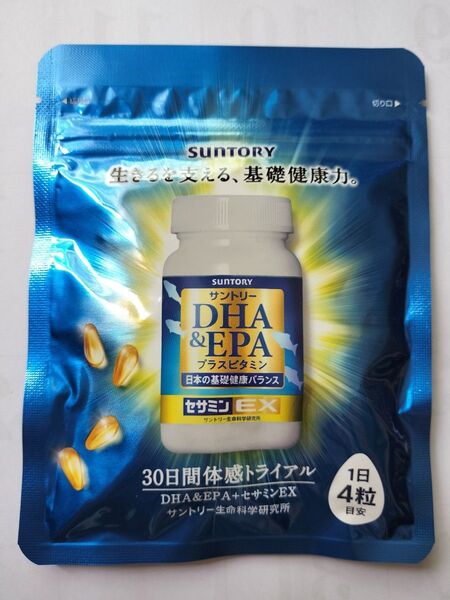 切り口
SUNTORY
生きるを支える、基礎健康力。
SUNTORY
サントリー
DHA
&EPA
プラスビタミン
日本の基礎健康バランス
セサミンEX
サントリー生命科学研究所
30日間体感トライアル
DHA&EPA+セサミンEX
サントリー生命科学研究所
1日
4粒
目安